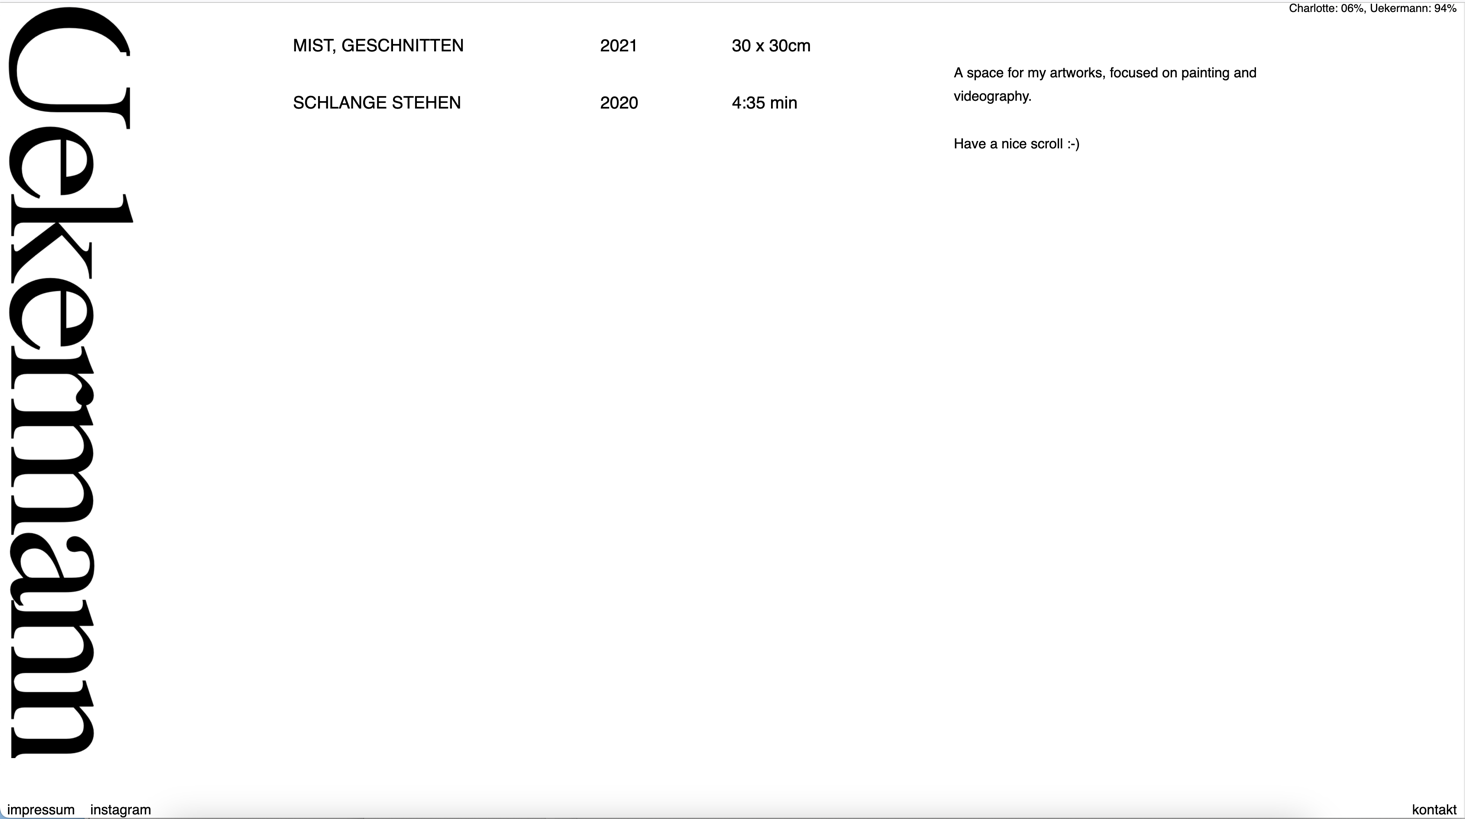 Uekermann
Charlotte: 06%, Uekermann: 94%
MIST, GESCHNITTEN 2021 30 x 30cm
SCHLANGE STEHEN 2020 4:35 min
A space for my artworks, focused on painting and
videography.
Have a nice scroll :-)
impressum instagram kontakt